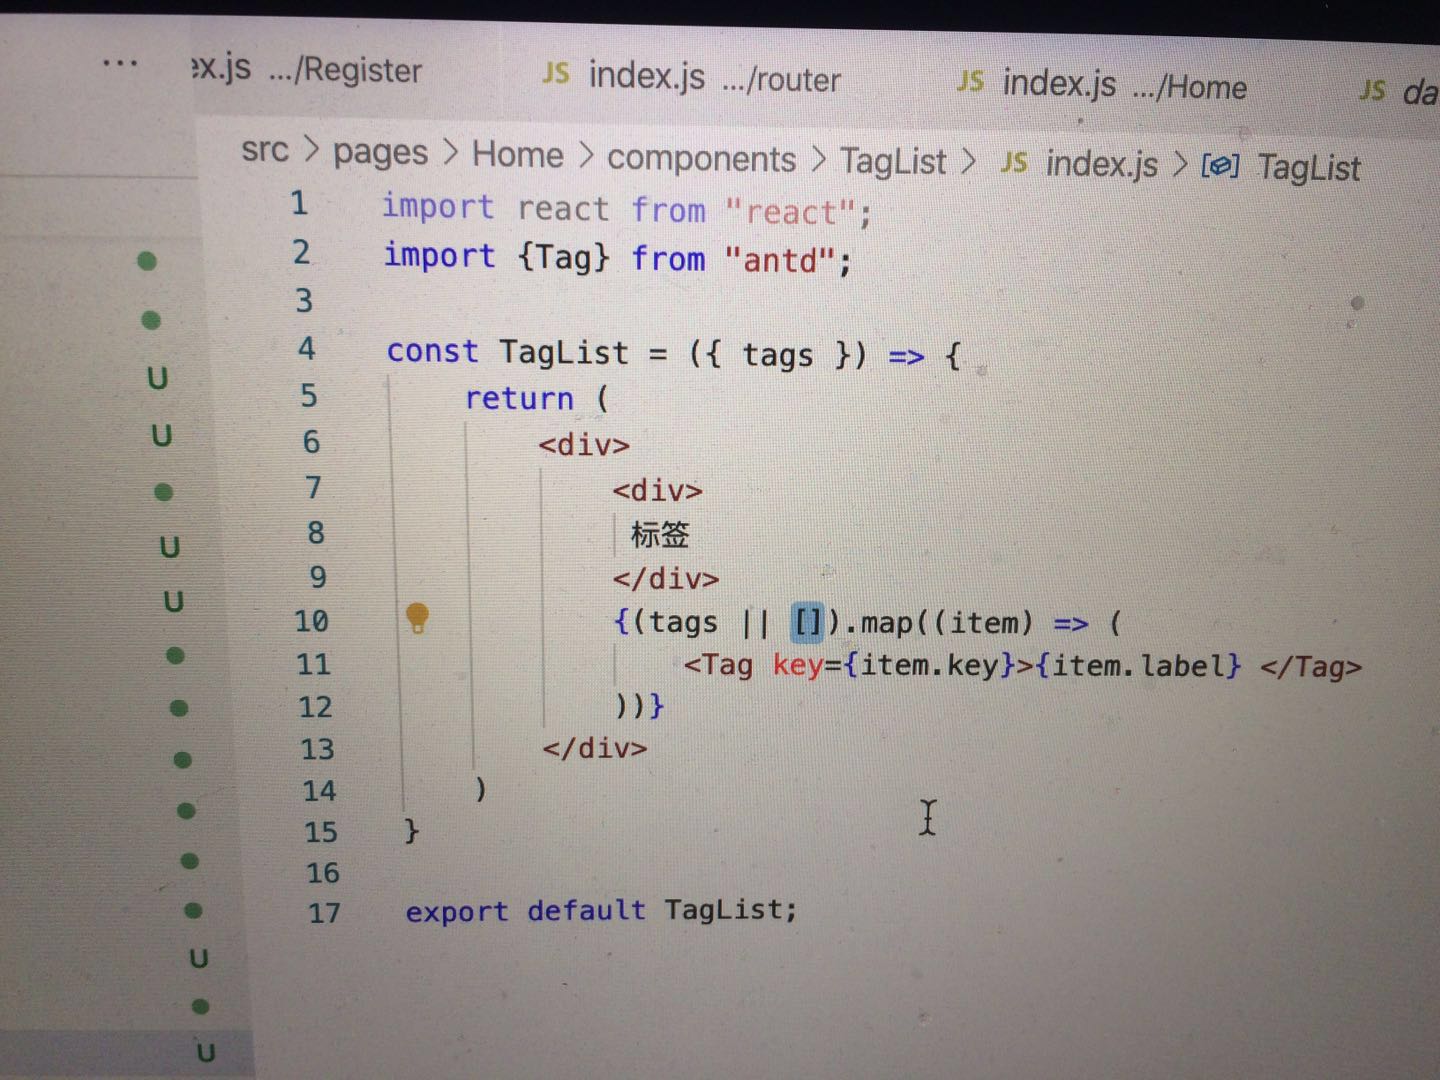 ... ex.js .../Register JS index.js .../router JS index.js .../Home JS da
src > pages > Home > components > TagList > JS index.js > TagList
1 import react from "react";
2 import {Tag} from "antd";
3
4 const TagList = ({ tags }) => {
5 return (
6 <div>
7 <div>
8 标签
9 </div>
10 {(tags || []).map((item) => (
11 <Tag key={item.key}>{item.label} </Tag>
12 ))}
13 </div>
14 )
15 }
16
17 export default TagList;
U
U
U
U
U
U